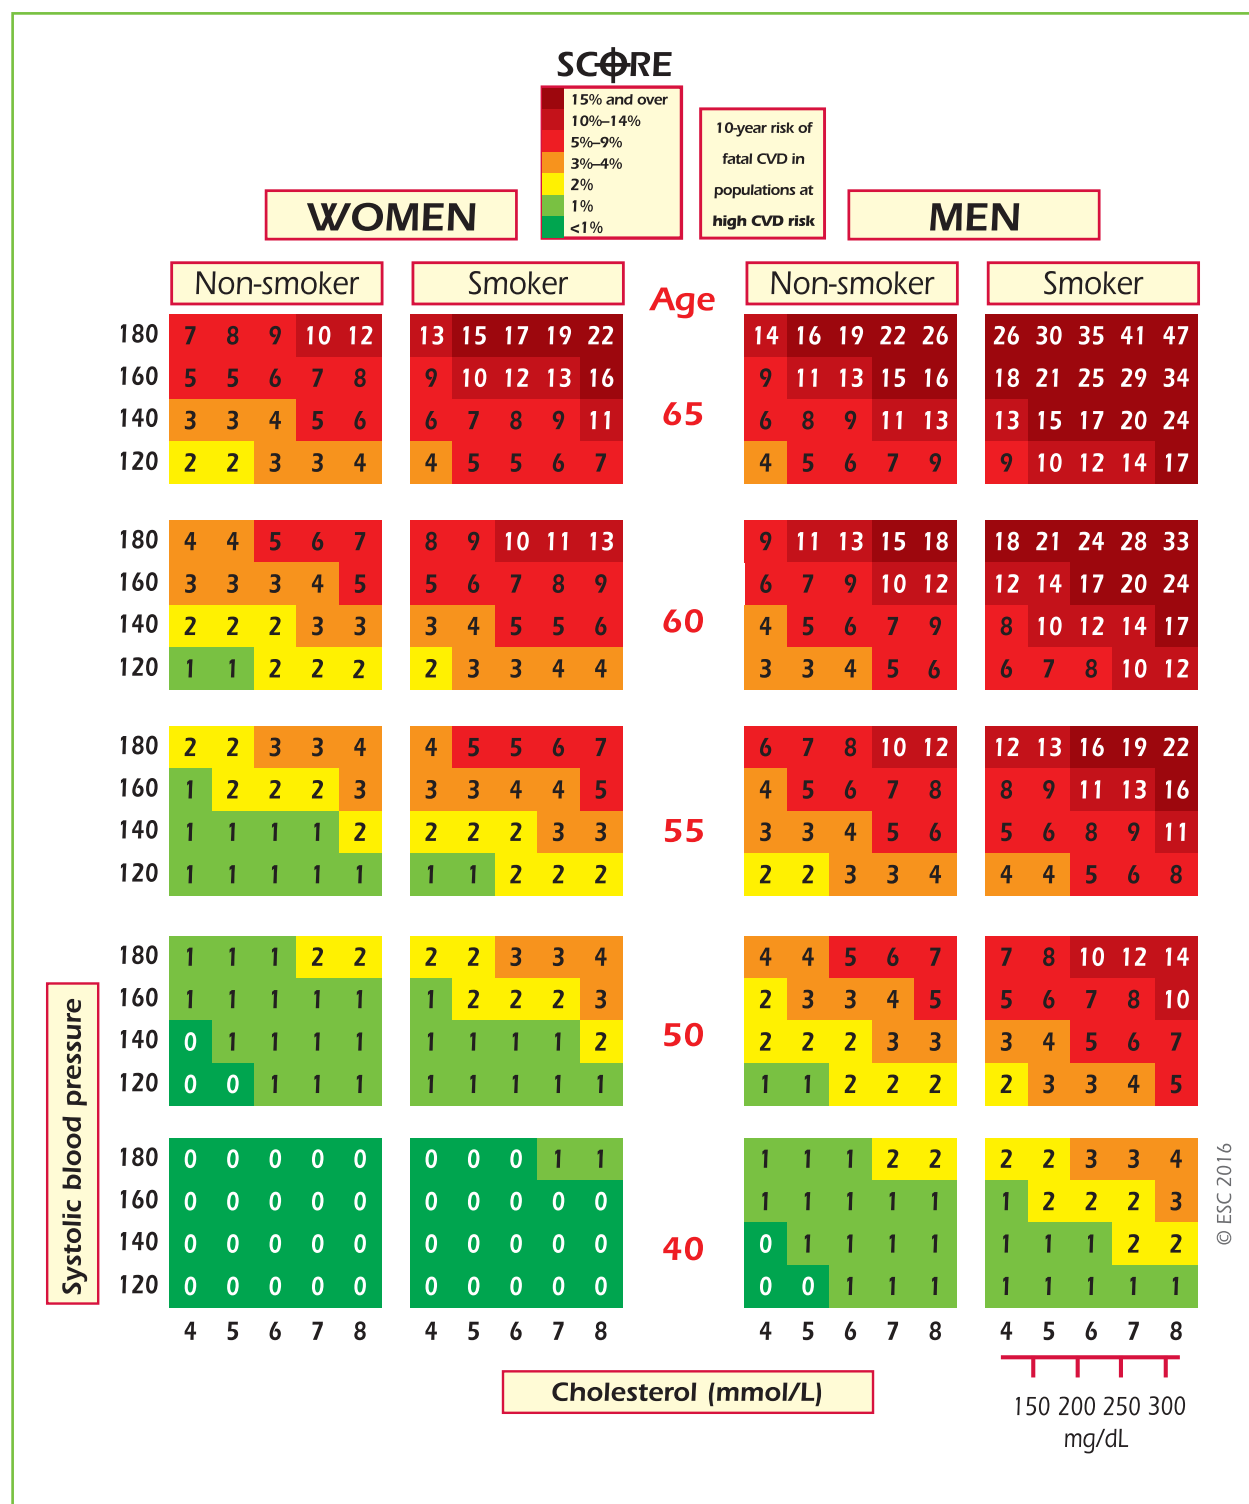 SCORE
15% and over
10%–14%
5%–9%
3%–4%
2%
1%
<1%
10-year risk of
fatal CVD in
populations at
high CVD risk
WOMEN
MEN
Non-smoker Smoker Age Non-smoker Smoker
180 7 8 9 10 12 13 15 17 19 22 14 16 19 22 26 26 30 35 41 47
160 5 5 6 7 8 9 10 12 13 16 9 11 13 15 16 18 21 25 29 34
65
140 3 3 4 5 6 6 7 8 9 11 6 8 9 11 13 13 15 17 20 24
120 2 2 3 3 4 4 5 5 6 7 4 5 6 7 9 9 10 12 14 17
180 4 4 5 6 7 8 9 10 11 13 9 11 13 15 18 18 21 24 28 33
160 3 3 3 4 5 5 6 7 8 9 6 7 9 10 12 12 14 17 20 24
60
140 2 2 2 3 3 3 4 5 5 6 4 5 6 7 9 8 10 12 14 17
120 1 1 2 2 2 2 3 3 4 4 3 3 4 5 6 6 7 8 10 12
180 2 2 3 3 4 4 5 5 6 7 6 7 8 10 12 12 13 16 19 22
160 1 2 2 2 3 3 3 4 4 5 4 5 6 7 8 8 9 11 13 16
55
140 1 1 1 1 2 2 2 2 3 3 3 3 4 5 6 5 6 8 9 11
120 1 1 1 1 1 1 1 2 2 2 2 2 3 3 4 4 4 5 6 8
180 1 1 1 2 2 2 2 3 3 4 4 4 5 6 7 7 8 10 12 14
160 1 1 1 1 1 1 2 2 2 3 2 3 3 4 5 5 6 7 8 10
50
140 0 1 1 1 1 1 1 1 1 2 2 2 2 3 3 3 4 5 6 7
120 0 0 1 1 1 1 1 1 1 1 1 1 2 2 2 2 3 3 4 5
180 0 0 0 0 0 0 0 0 1 1 1 1 1 2 2 2 2 3 3 4
160 0 0 0 0 0 0 0 0 0 0 1 1 1 1 1 1 2 2 2 3
40
140 0 0 0 0 0 0 0 0 0 0 0 1 1 1 1 1 1 1 2 2
120 0 0 0 0 0 0 0 0 0 0 0 0 1 1 1 1 1 1 1 1
4 5 6 7 8 4 5 6 7 8 4 5 6 7 8 4 5 6 7 8
Systolic blood pressure
Cholesterol (mmol/L)
150 200 250 300
mg/dL
© ESC 2016